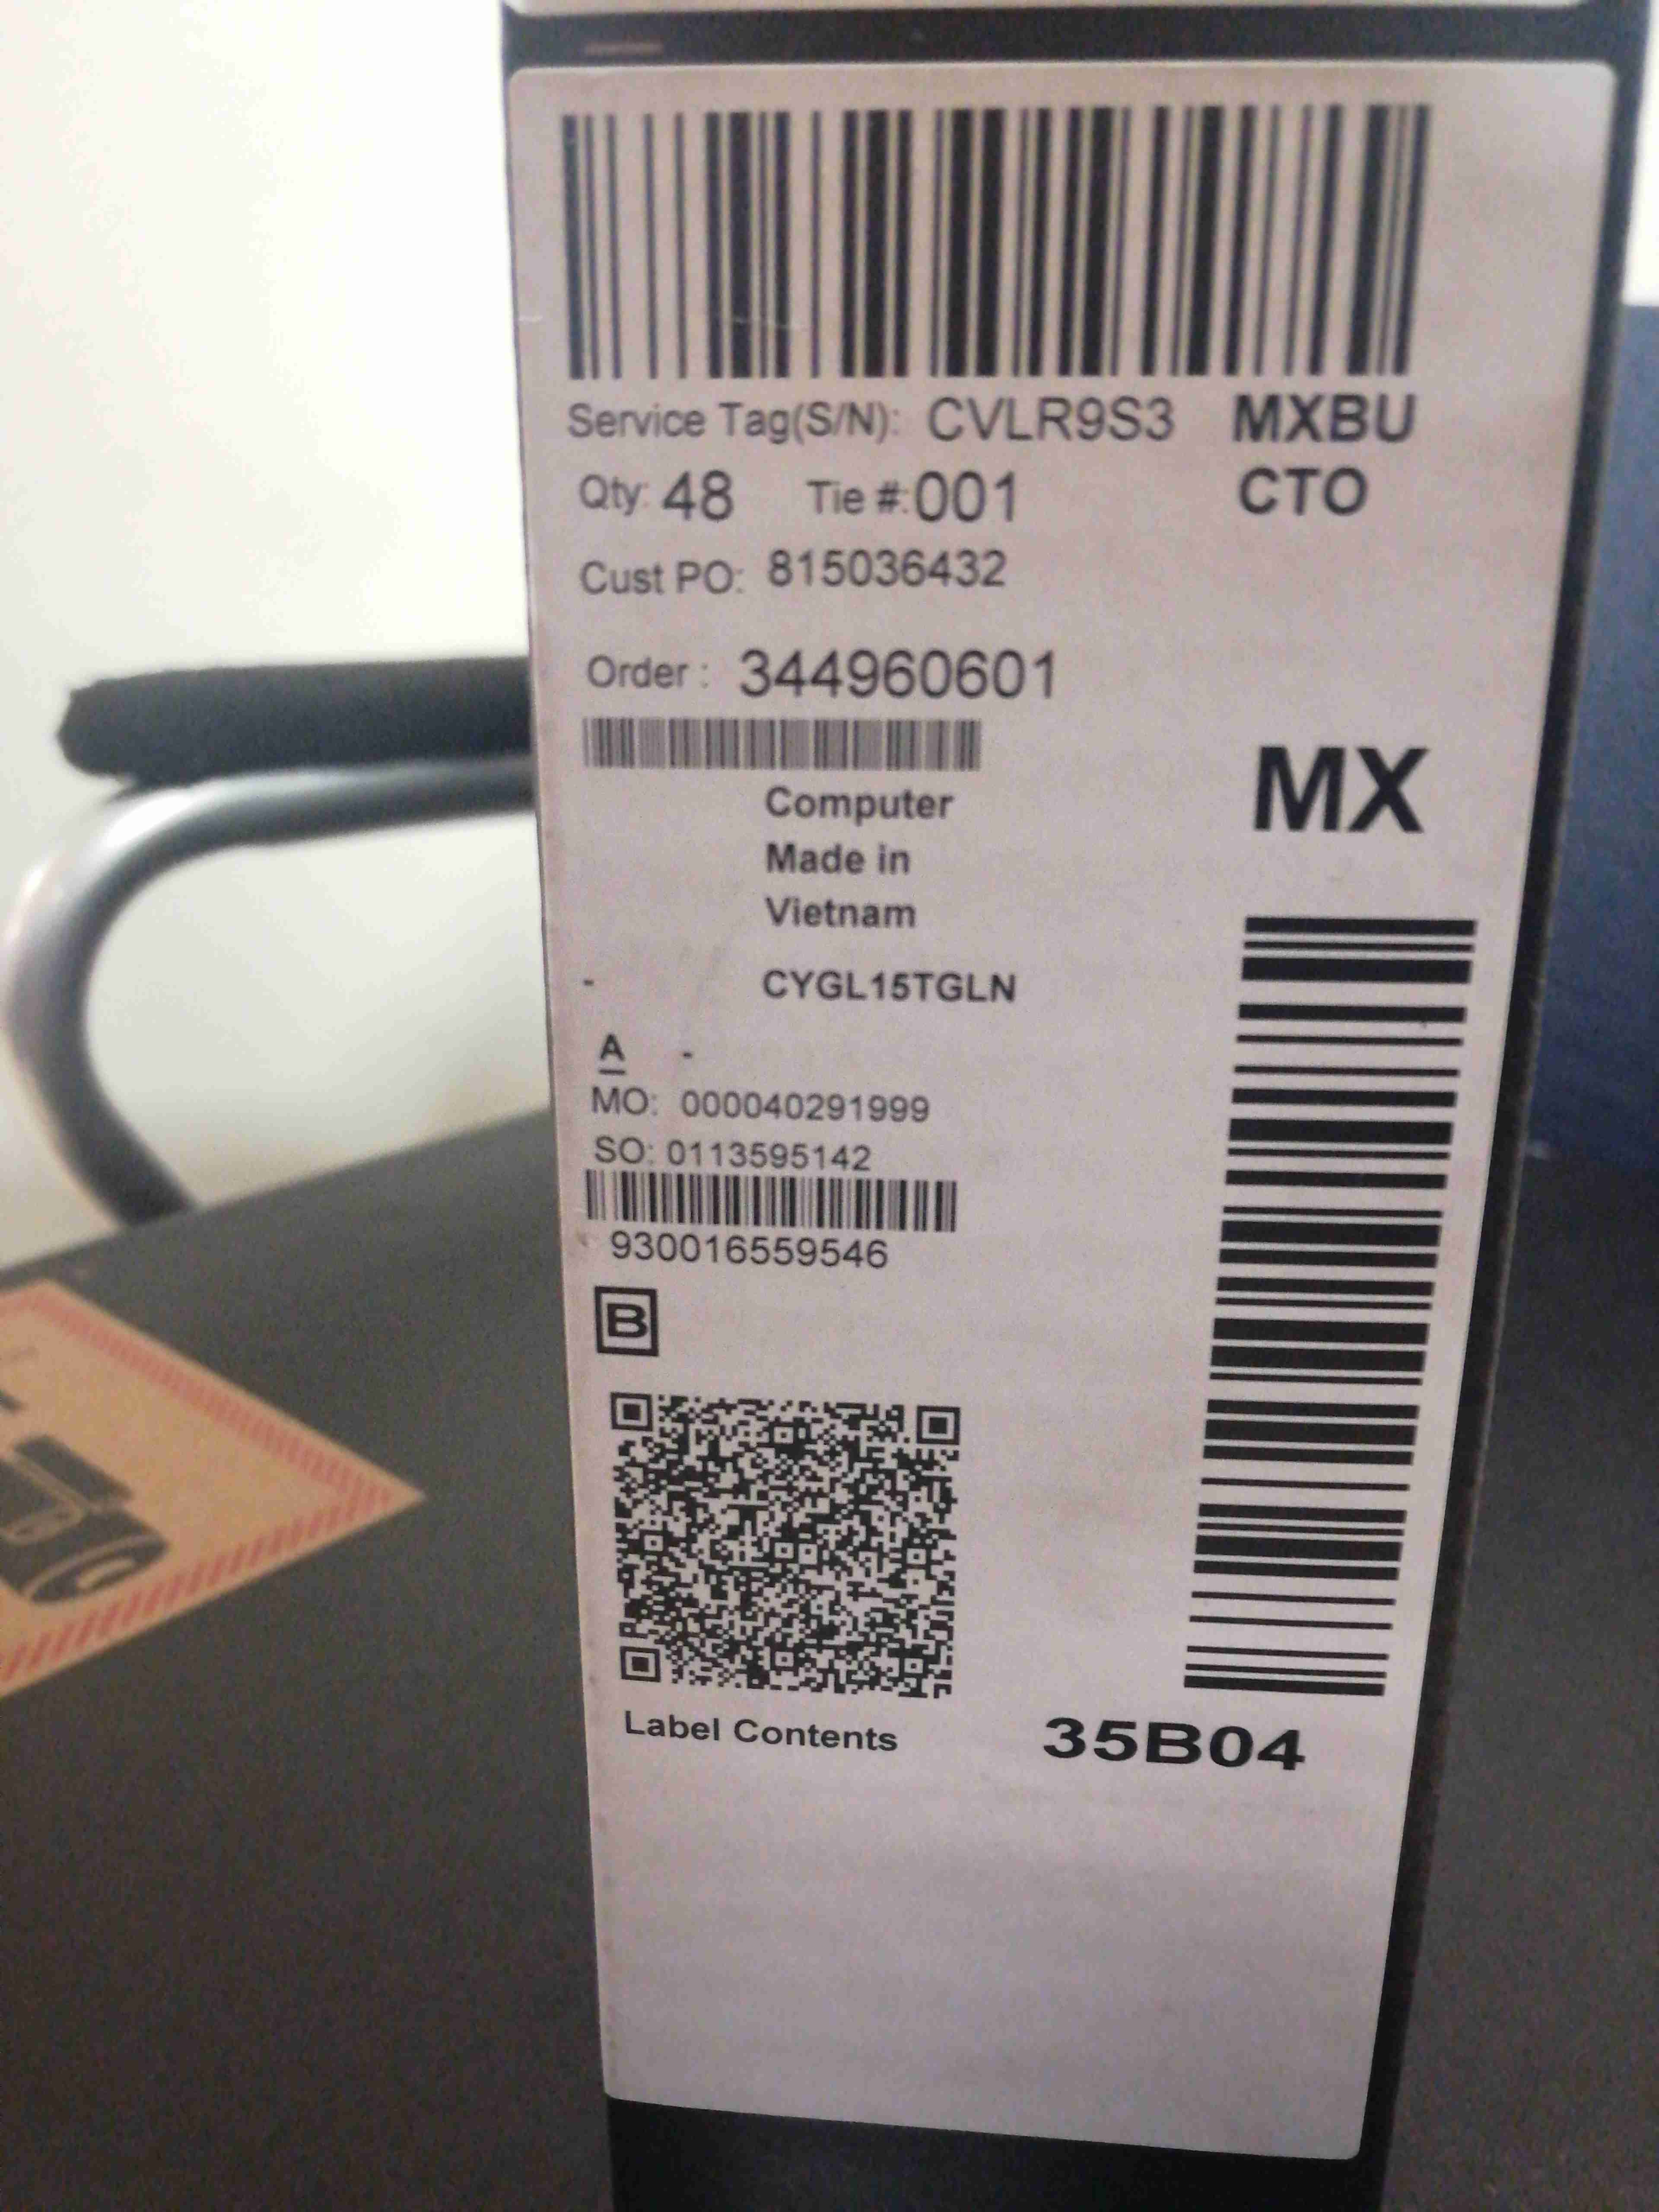 Service Tag(S/N): CVLR9S3 MXBU
Qty: 48 Tie #:001 CTO
Cust PO: 815036432
Order : 344960601
MX
Computer
Made in
Vietnam
- CYGL15TGLN
A -
MO: 000040291999
SO: 0113595142
930016559546
B
Label Contents 35B04